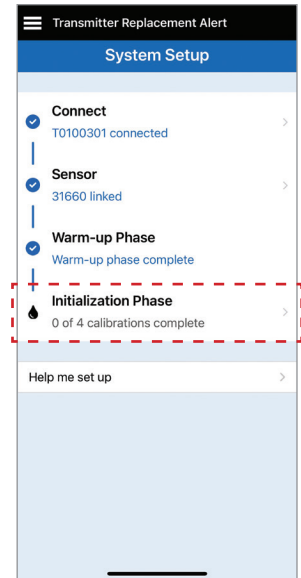 Transmitter Replacement Alert
System Setup
Connect
T0100301 connected
Sensor
31660 linked
Warm-up Phase
Warm-up phase complete
Initialization Phase
0 of 4 calibrations complete
Help me set up